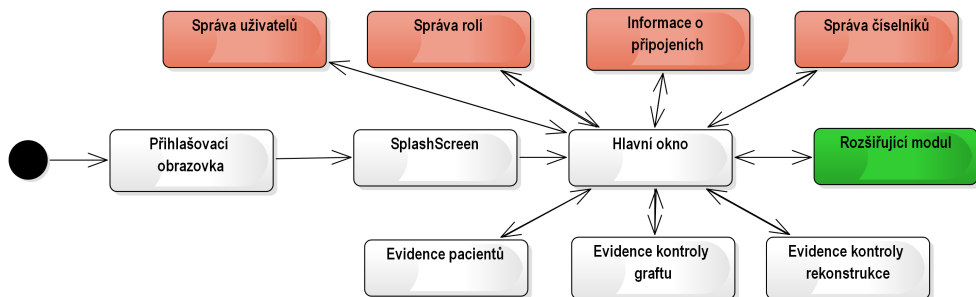 Správa uživatelů
Správa rolí
Informace o
připojeních
Správa číselníků
Přihlašovací
obrazovka
SplashScreen
Hlavní okno
Rozšiřující modul
Evidence pacientů
Evidence kontroly
graftu
Evidence kontroly
rekonstrukce